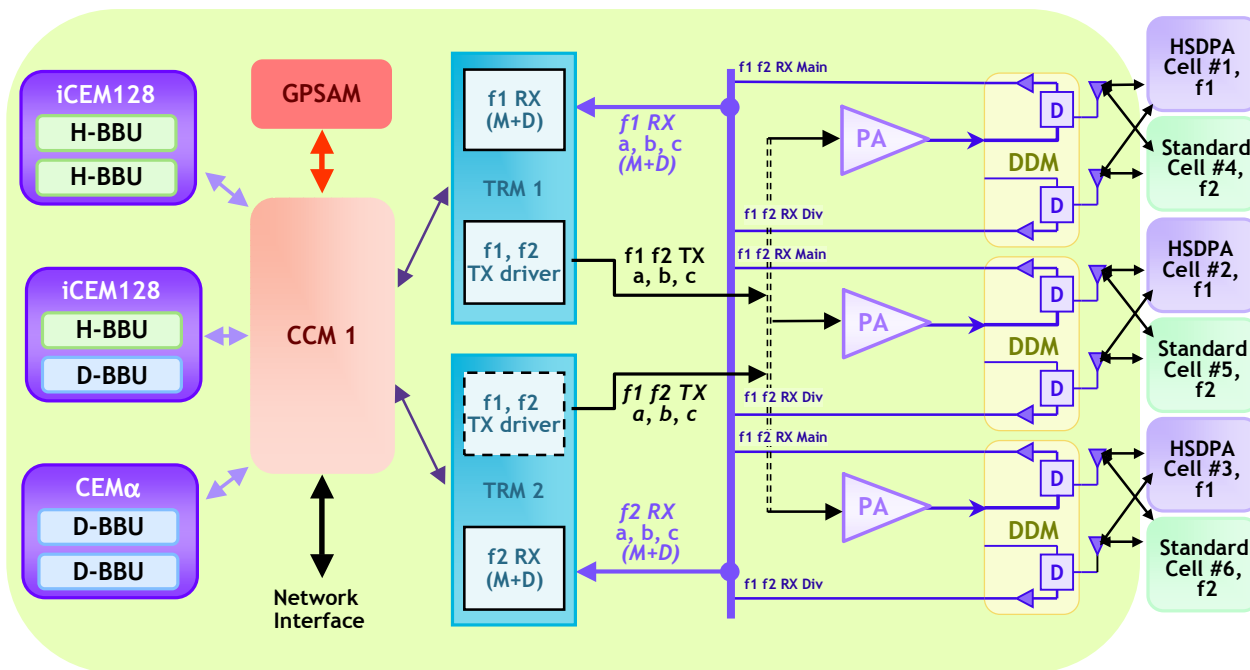 iCEM128
H-BBU
H-BBU
iCEM128
H-BBU
D-BBU
CEMα
D-BBU
D-BBU
GPSAM
CCM 1
Network
Interface
f1 RX
(M+D)
TRM 1
f1, f2
TX driver
f1, f2
TX driver
TRM 2
f2 RX
(M+D)
f1 RX
a, b, c
(M+D)
f1 f2 TX
a, b, c
f1 f2 TX
a, b, c
f2 RX
a, b, c
(M+D)
f1 f2 RX Main
PA
D
DDM
D
f1 f2 RX Div
f1 f2 RX Main
PA
D
DDM
D
f1 f2 RX Div
f1 f2 RX Main
PA
D
DDM
D
f1 f2 RX Div
HSDPA
Cell #1,
f1
Standard
Cell #4,
f2
HSDPA
Cell #2,
f1
Standard
Cell #5,
f2
HSDPA
Cell #3,
f1
Standard
Cell #6,
f2